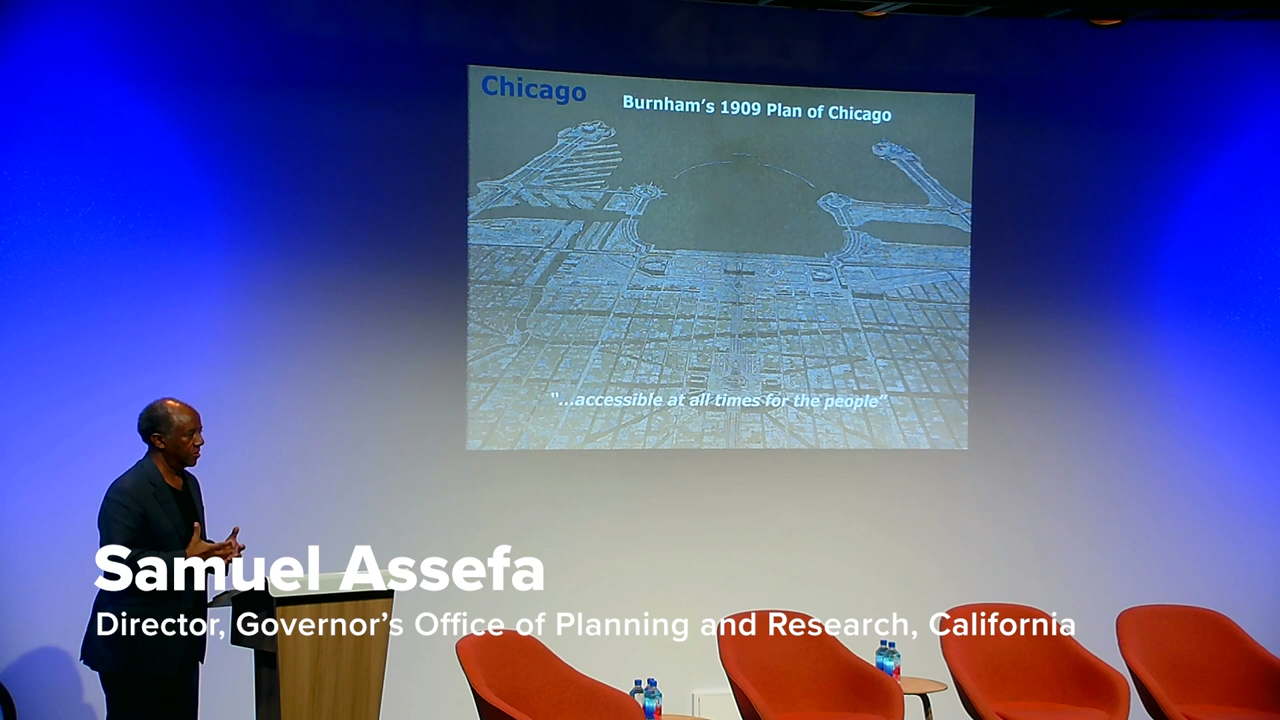 Chicago
Burnham's 1909 Plan of Chicago
"...accessible at all times for the people"
Samuel Assefa
Director, Governor's Office of Planning and Research, California